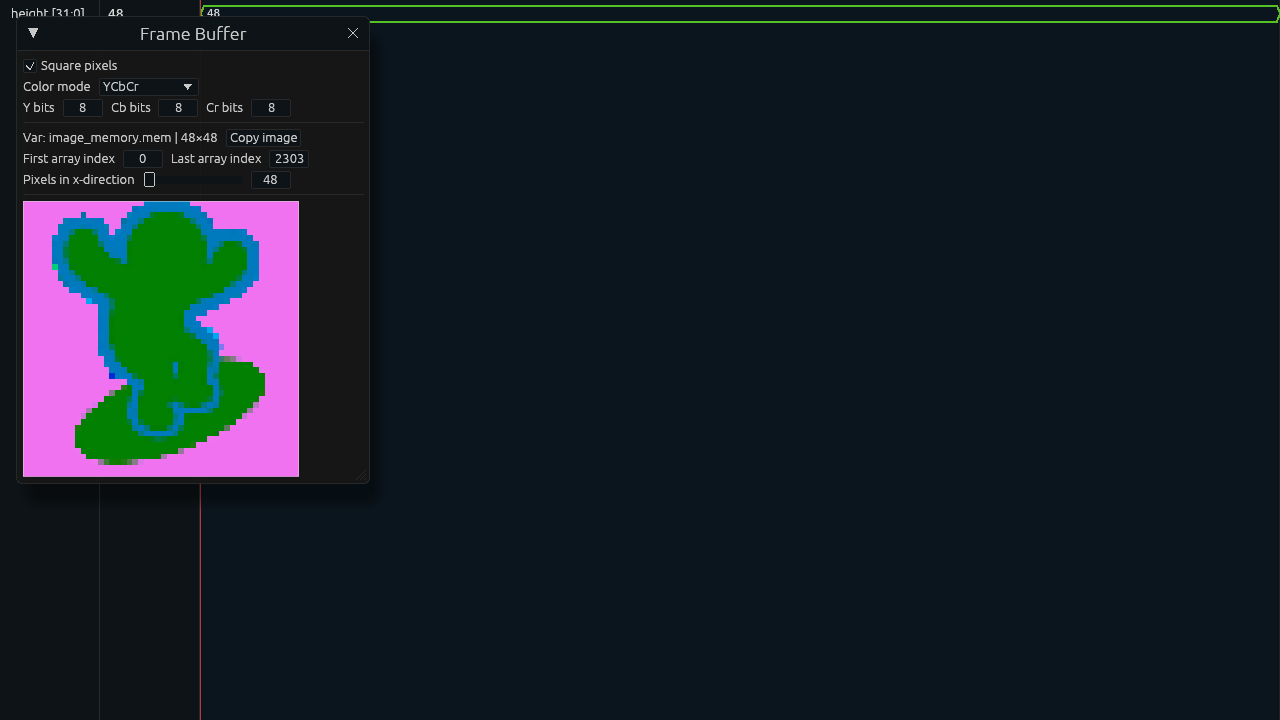 height [31:0] 48 48
Frame Buffer
Square pixels
Color mode YCbCr
Y bits 8 Cb bits 8 Cr bits 8
Var: image_memory.mem | 48×48 Copy image
First array index 0 Last array index 2303
Pixels in x-direction 48